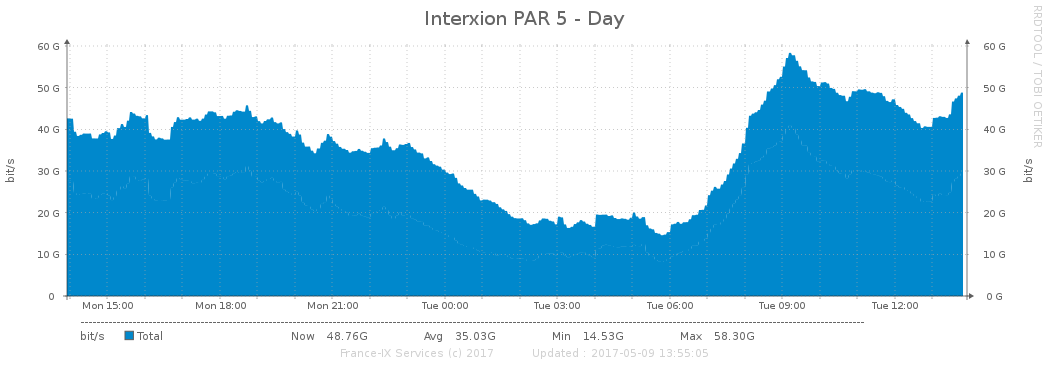 Interxion PAR 5 - Day
RRDTOOL / TOBI OETIKER
60 G 60 G
50 G 50 G
40 G 40 G
30 G 30 G
20 G 20 G
10 G 10 G
0 0 G
bit/s bit/s
Mon 15:00 Mon 18:00 Mon 21:00 Tue 00:00 Tue 03:00 Tue 06:00 Tue 09:00 Tue 12:00
bit/s Total Now 48.76G Avg 35.03G Min 14.53G Max 58.30G
France-IX Services (c) 2017 Updated : 2017-05-09 13:55:05